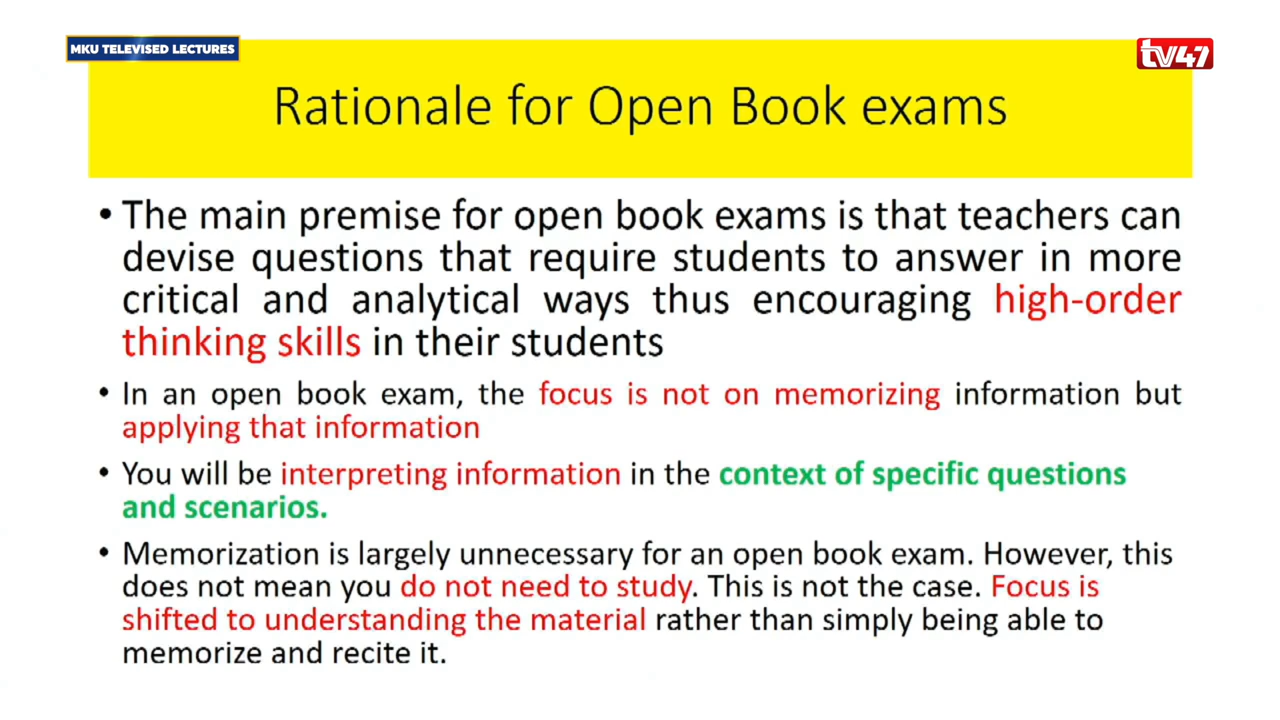 MKU TELEVISED LECTURES
tv47
Rationale for Open Book exams
• The main premise for open book exams is that teachers can
devise questions that require students to answer in more
critical and analytical ways thus encouraging high-order
thinking skills in their students
• In an open book exam, the focus is not on memorizing information but
applying that information
• You will be interpreting information in the context of specific questions
and scenarios.
• Memorization is largely unnecessary for an open book exam. However, this
does not mean you do not need to study. This is not the case. Focus is
shifted to understanding the material rather than simply being able to
memorize and recite it.